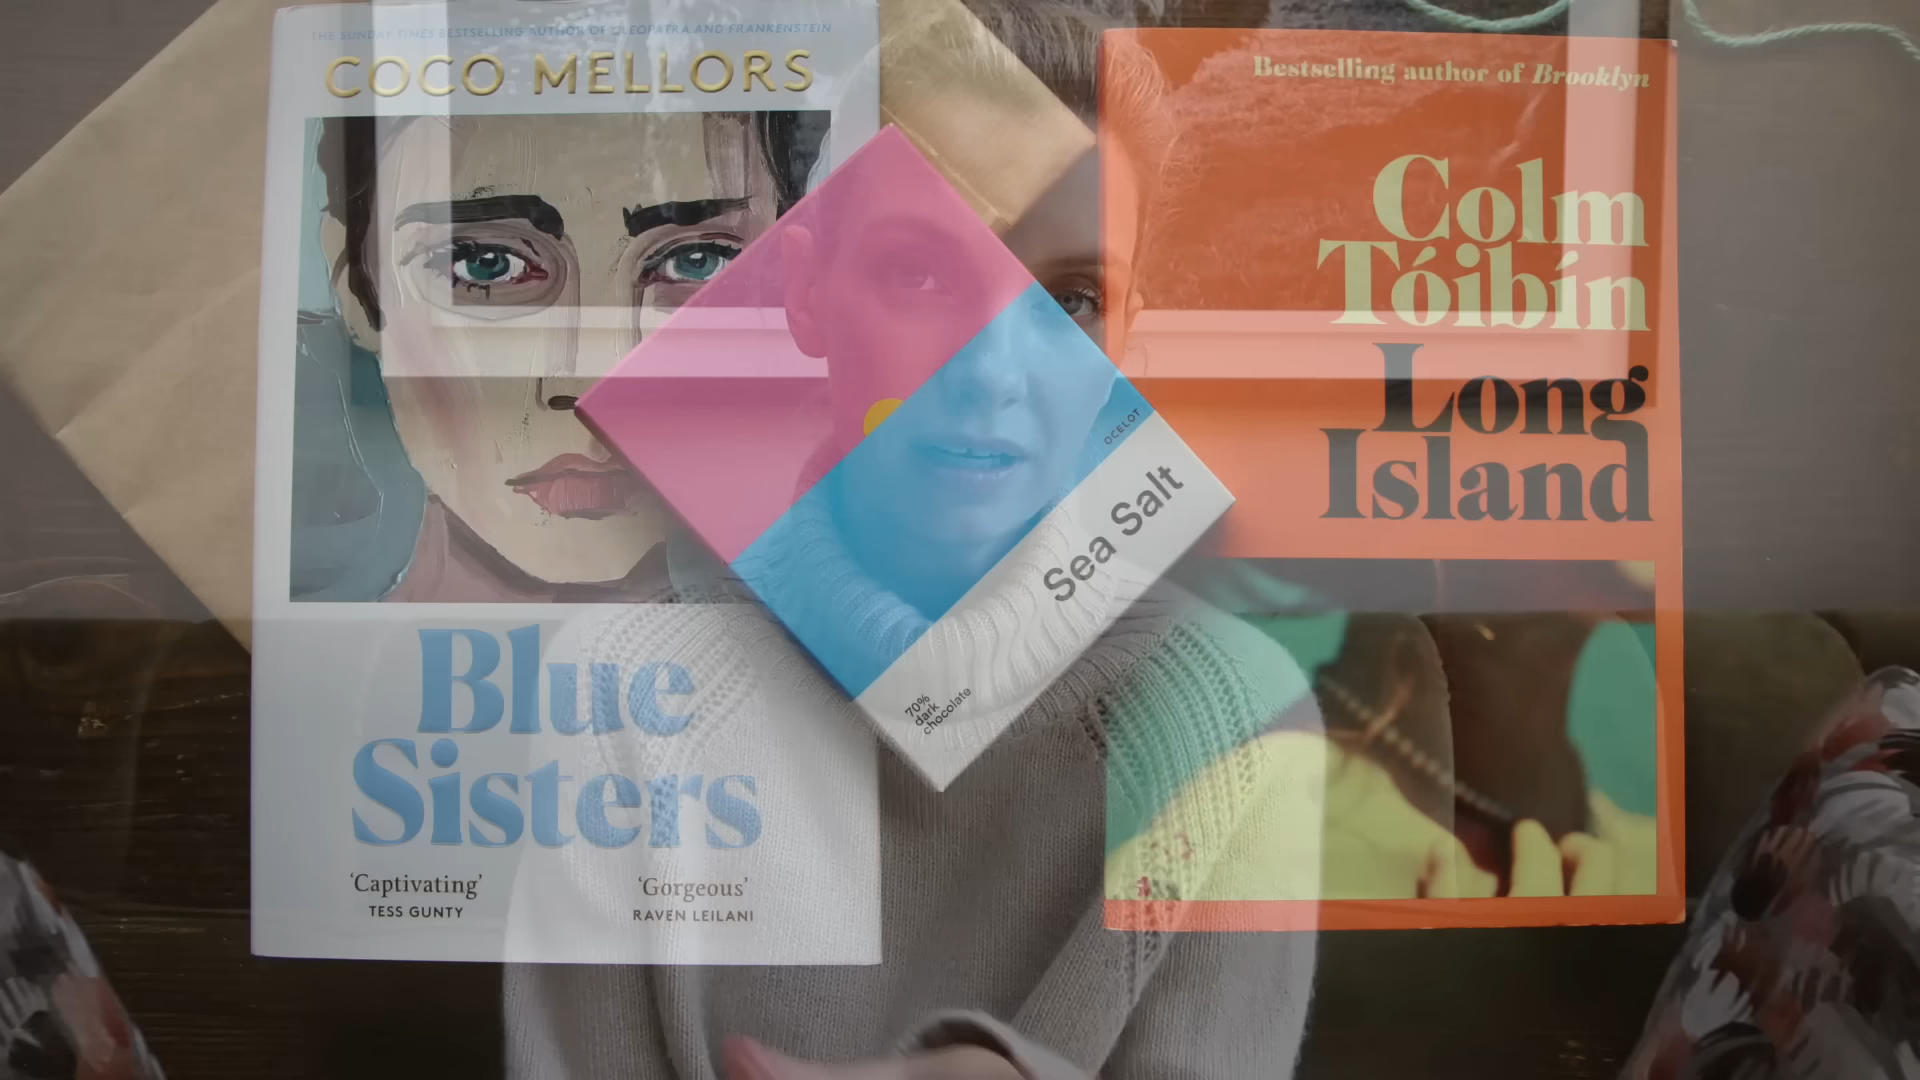 THE SUNDAY TIMES BESTSELLING AUTHOR OF CLEOPATRA AND FRANKENSTEIN
COCO MELLORS
Blue
Sisters
‘Captivating’
TESS GUNTY
‘Gorgeous’
RAVEN LEILANI
OCELOT
Sea Salt
70%
dark
chocolate
Bestselling author of Brooklyn
Colm
Tóibín
Long
Island